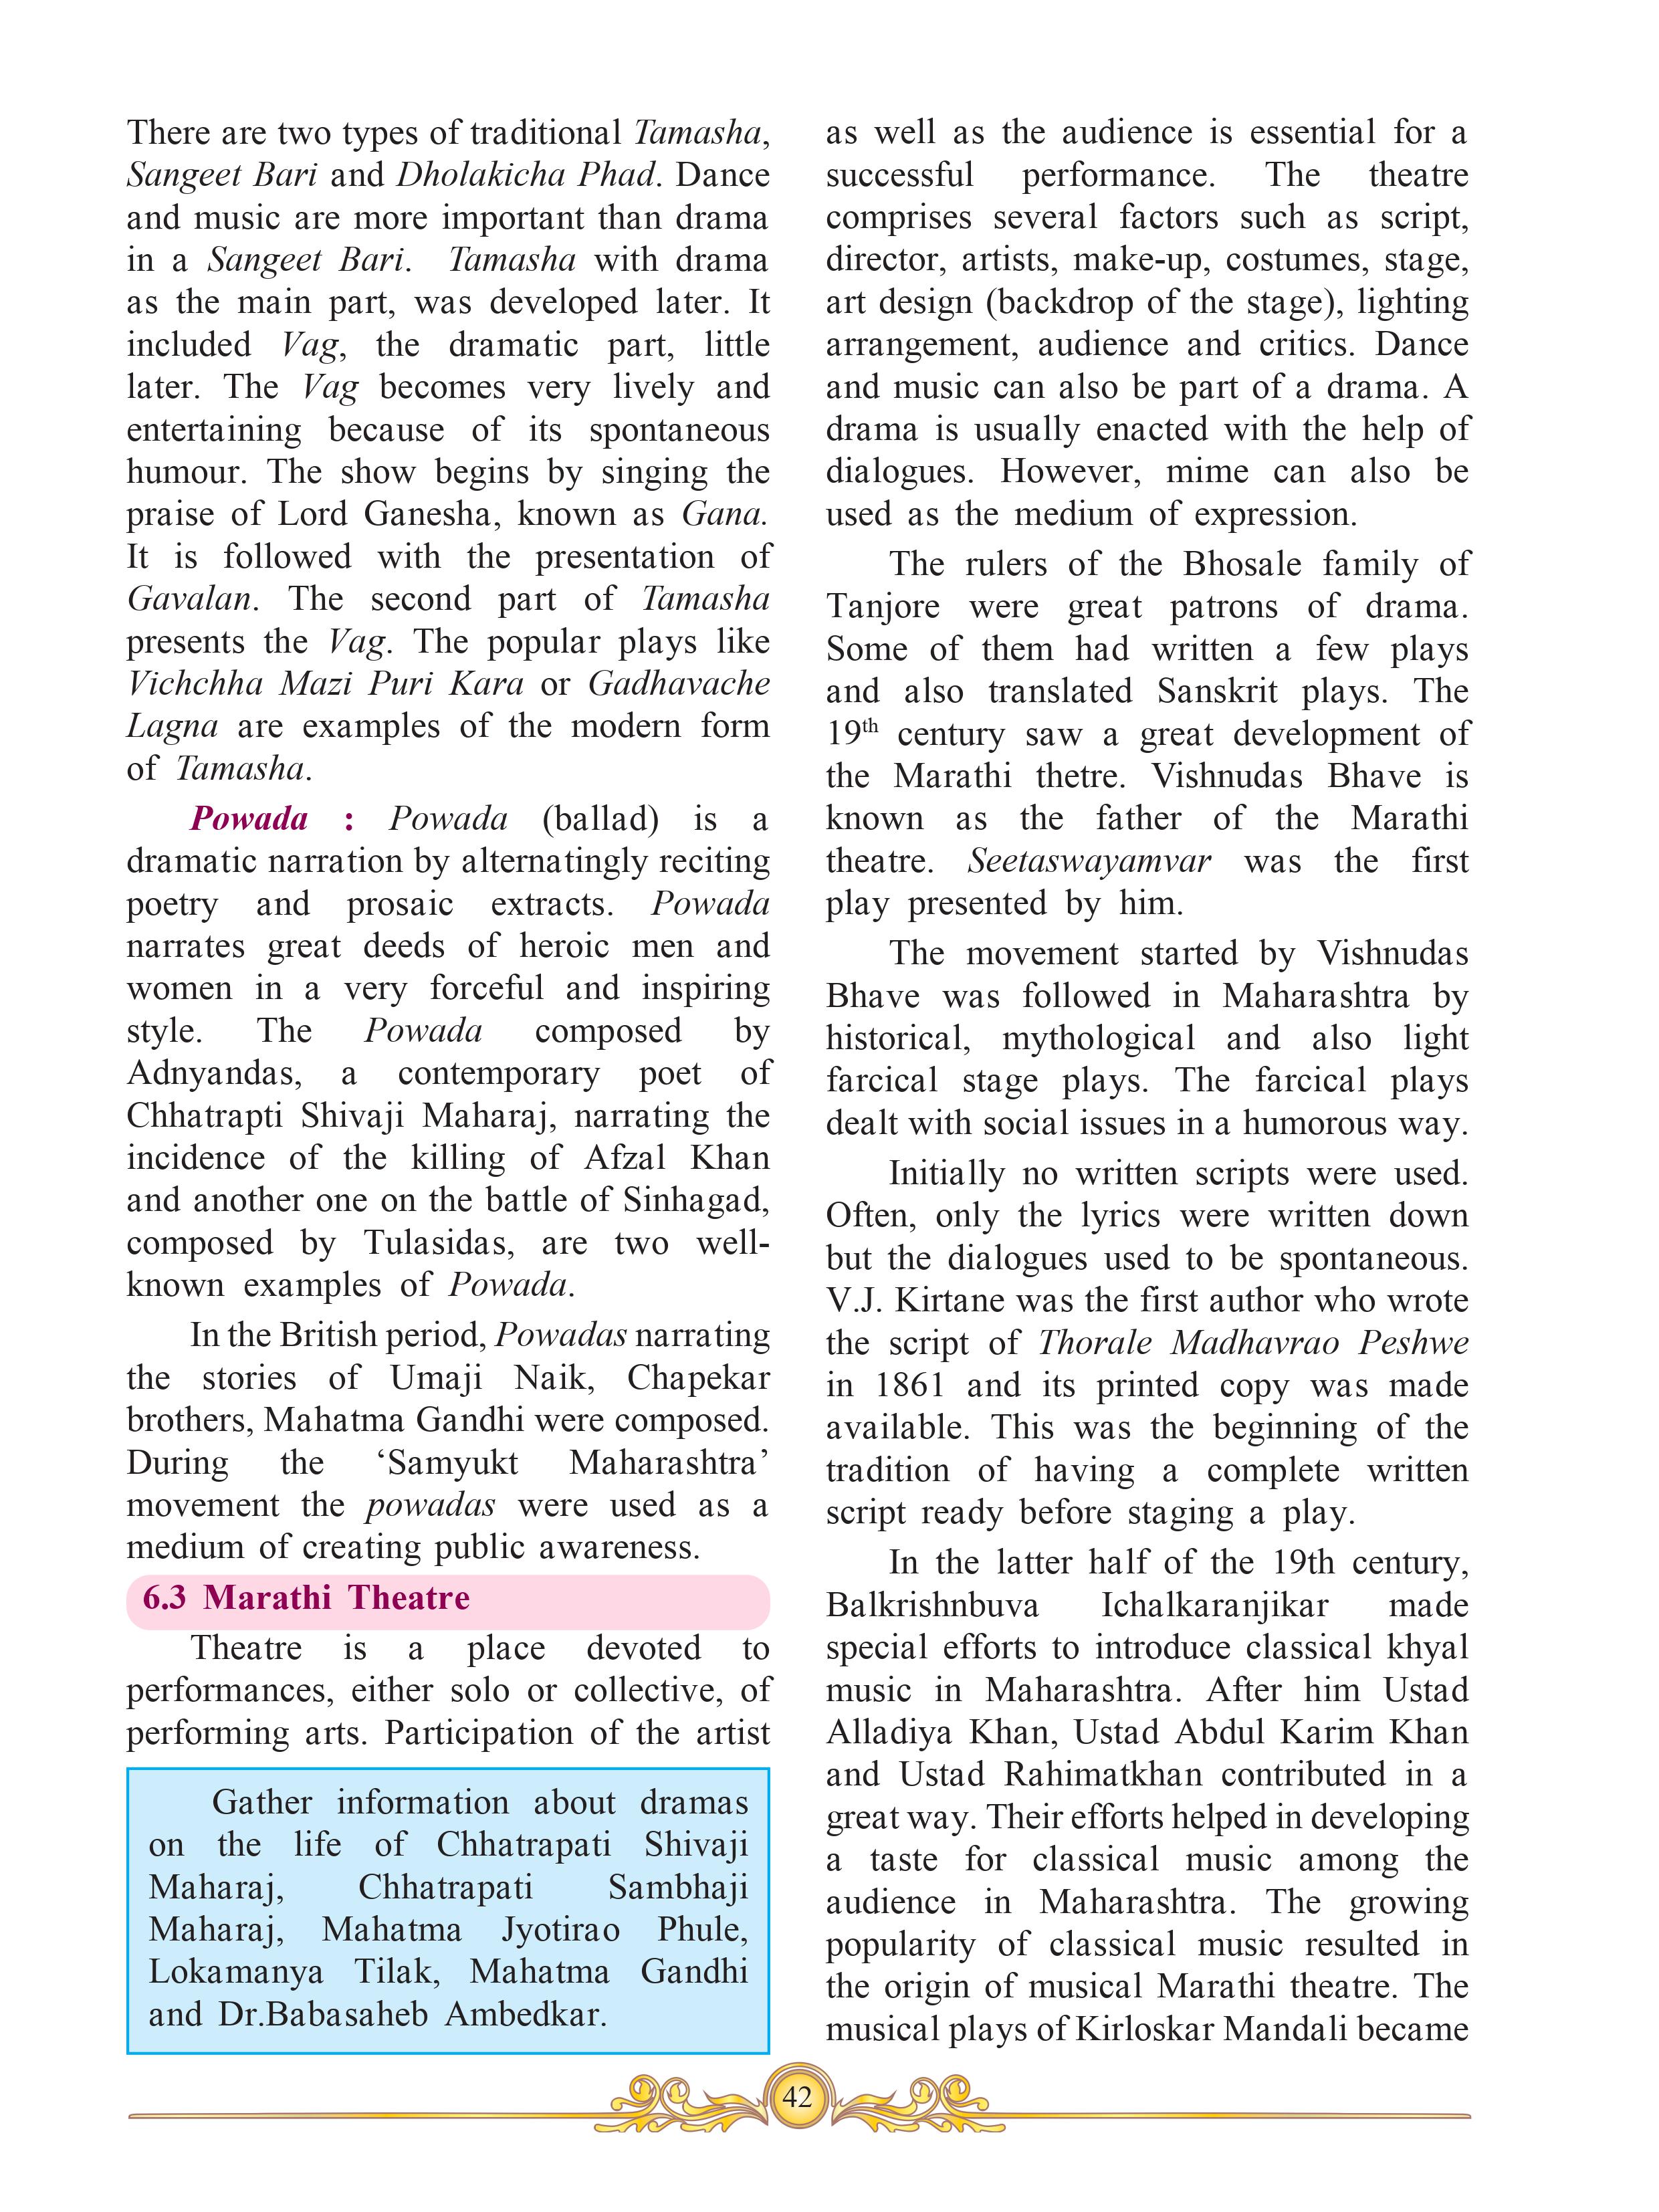 There are two types of traditional Tamasha,
Sangeet Bari and Dholakicha Phad. Dance
and music are more important than drama
in a Sangeet Bari. Tamasha with drama
as the main part, was developed later. It
included Vag, the dramatic part, little
later. The Vag becomes very lively and
entertaining because of its spontaneous
humour. The show begins by singing the
praise of Lord Ganesha, known as Gana.
It is followed with the presentation of
Gavalan. The second part of Tamasha
presents the Vag. The popular plays like
Vichchha Mazi Puri Kara or Gadhavache
Lagna are examples of the modern form
of Tamasha.
Powada : Powada (ballad) is a
dramatic narration by alternatingly reciting
poetry and prosaic extracts. Powada
narrates great deeds of heroic men and
women in a very forceful and inspiring
style. The Powada composed by
Adnyandas, a contemporary poet of
Chhatrapti Shivaji Maharaj, narrating the
incidence of the killing of Afzal Khan
and another one on the battle of Sinhagad,
composed by Tulasidas, are two well-
known examples of Powada.
In the British period, Powadas narrating
the stories of Umaji Naik, Chapekar
brothers, Mahatma Gandhi were composed.
During the ‘Samyukt Maharashtra’
movement the powadas were used as a
medium of creating public awareness.
6.3 Marathi Theatre
Theatre is a place devoted to
performances, either solo or collective, of
performing arts. Participation of the artist
Gather information about dramas
on the life of Chhatrapati Shivaji
Maharaj, Chhatrapati Sambhaji
Maharaj, Mahatma Jyotirao Phule,
Lokamanya Tilak, Mahatma Gandhi
and Dr.Babasaheb Ambedkar.
as well as the audience is essential for a
successful performance. The theatre
comprises several factors such as script,
director, artists, make-up, costumes, stage,
art design (backdrop of the stage), lighting
arrangement, audience and critics. Dance
and music can also be part of a drama. A
drama is usually enacted with the help of
dialogues. However, mime can also be
used as the medium of expression.
The rulers of the Bhosale family of
Tanjore were great patrons of drama.
Some of them had written a few plays
and also translated Sanskrit plays. The
19th century saw a great development of
the Marathi thetre. Vishnudas Bhave is
known as the father of the Marathi
theatre. Seetaswayamvar was the first
play presented by him.
The movement started by Vishnudas
Bhave was followed in Maharashtra by
historical, mythological and also light
farcical stage plays. The farcical plays
dealt with social issues in a humorous way.
Initially no written scripts were used.
Often, only the lyrics were written down
but the dialogues used to be spontaneous.
V.J. Kirtane was the first author who wrote
the script of Thorale Madhavrao Peshwe
in 1861 and its printed copy was made
available. This was the beginning of the
tradition of having a complete written
script ready before staging a play.
In the latter half of the 19th century,
Balkrishnbuva Ichalkaranjikar made
special efforts to introduce classical khyal
music in Maharashtra. After him Ustad
Alladiya Khan, Ustad Abdul Karim Khan
and Ustad Rahimatkhan contributed in a
great way. Their efforts helped in developing
a taste for classical music among the
audience in Maharashtra. The growing
popularity of classical music resulted in
the origin of musical Marathi theatre. The
musical plays of Kirloskar Mandali became
42